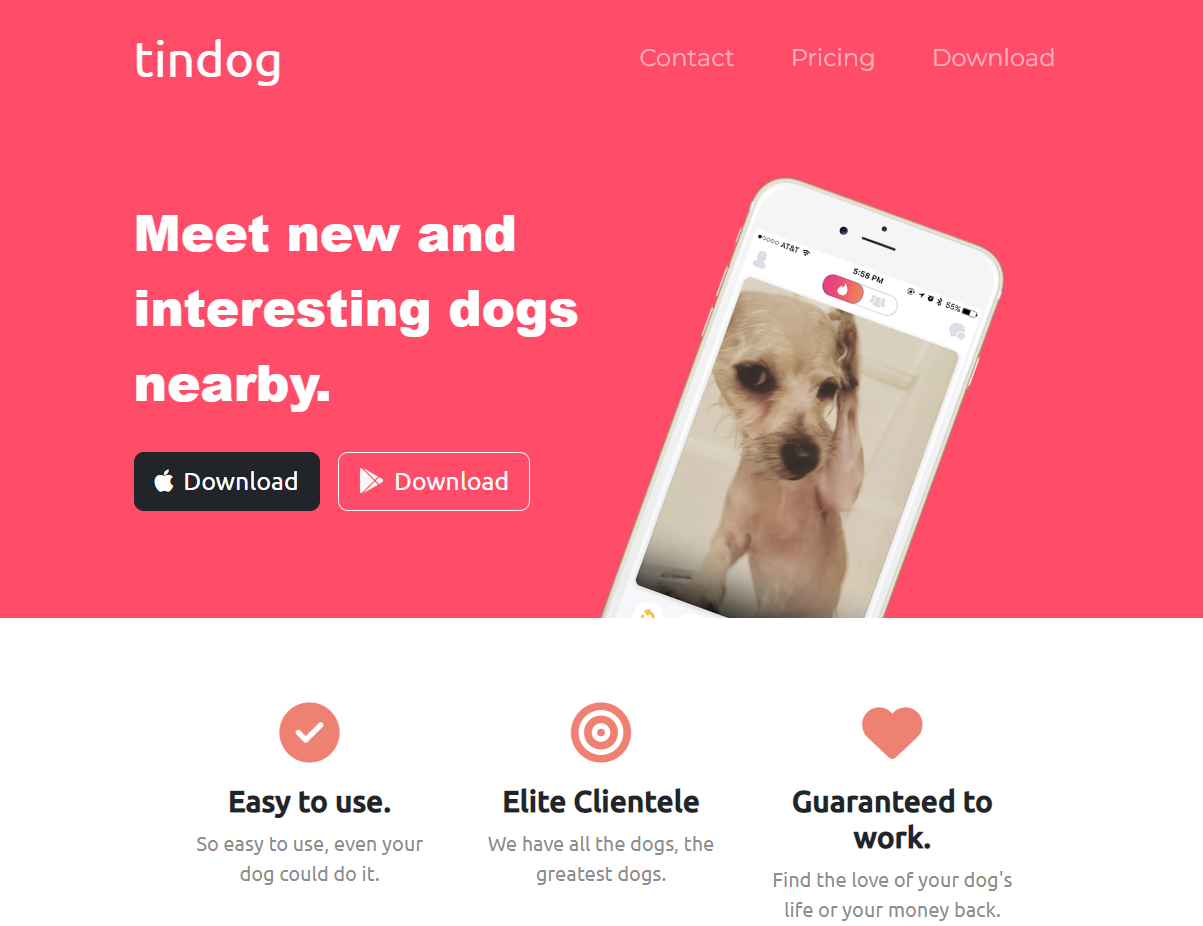 tindog
Contact Pricing Download
Meet new and
interesting dogs
nearby.
Download Download
AT&T
5:58 PM
55%
Easy to use.
So easy to use, even your
dog could do it.
Elite Clientele
We have all the dogs, the
greatest dogs.
Guaranteed to
work.
Find the love of your dog's
life or your money back.